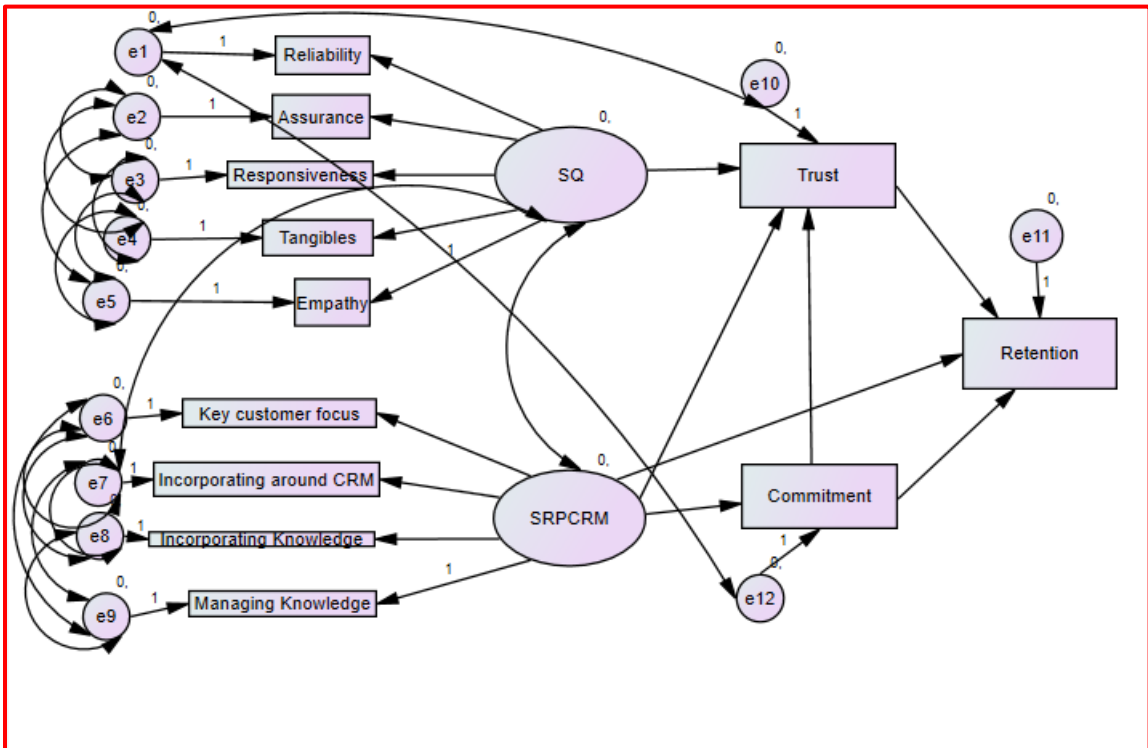 0,
e1
1
Reliability
0,
e10
1
0,
e2
1
Assurance
0,
SQ
Trust
0,
e3
1
Responsiveness
0,
e4
1
Tangibles
1
0,
e11
1
0,
e5
1
Empathy
Retention
0,
e6
1
Key customer focus
0,
e7
1
Incorporating around CRM
0,
SRPCRM
Commitment
e8
1
Incorporating Knowledge
1
1
0,
e12
0,
e9
1
Managing Knowledge